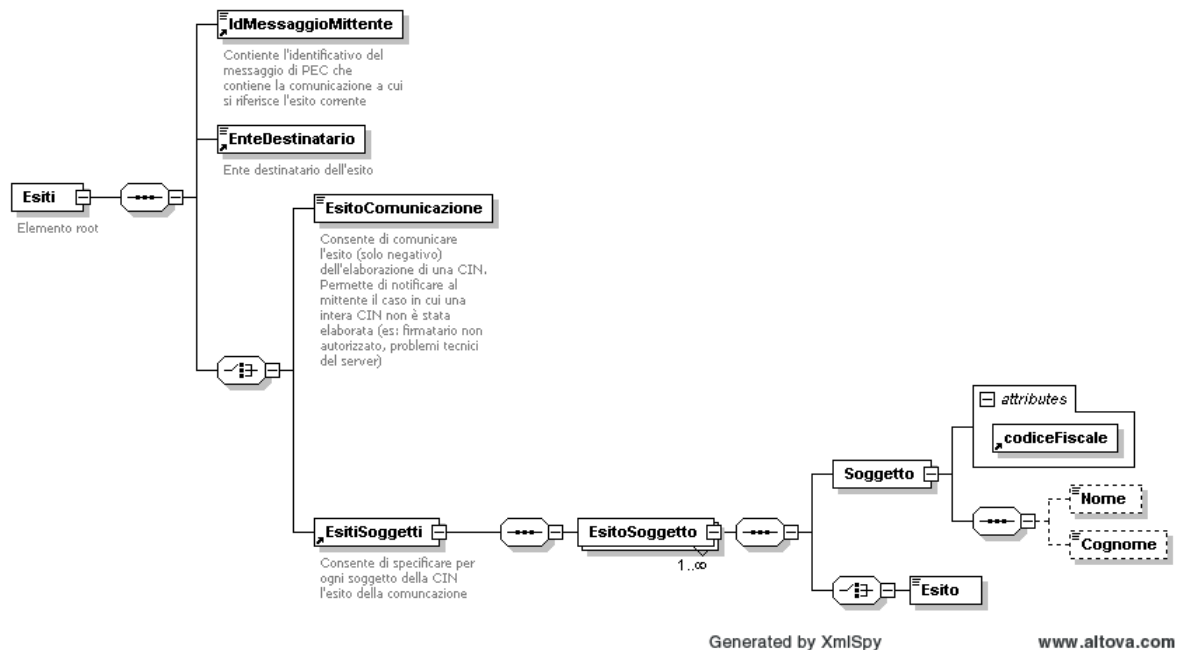 IdMessaggioMittente
Contiente l'identificativo del
messaggio di PEC che
contiene la comunicazione a cui
si riferisce l'esito corrente
EnteDestinatario
Ente destinatario dell'esito
Esiti
Elemento root
EsitoComunicazione
Consente di comunicare
l'esito (solo negativo)
dell'elaborazione di una CIN.
Permette di notificare al
mittente il caso in cui una
intera CIN non è stata
elaborata (es: firmatario non
autorizzato, problemi tecnici
del server)
attributes
codiceFiscale
Soggetto
Nome
Cognome
EsitiSoggetti
Consente di specificare per
ogni soggetto della CIN
l'esito della comuncazione
EsitoSoggetto
1..∞
Esito
Generated by XmlSpy
www.altova.com